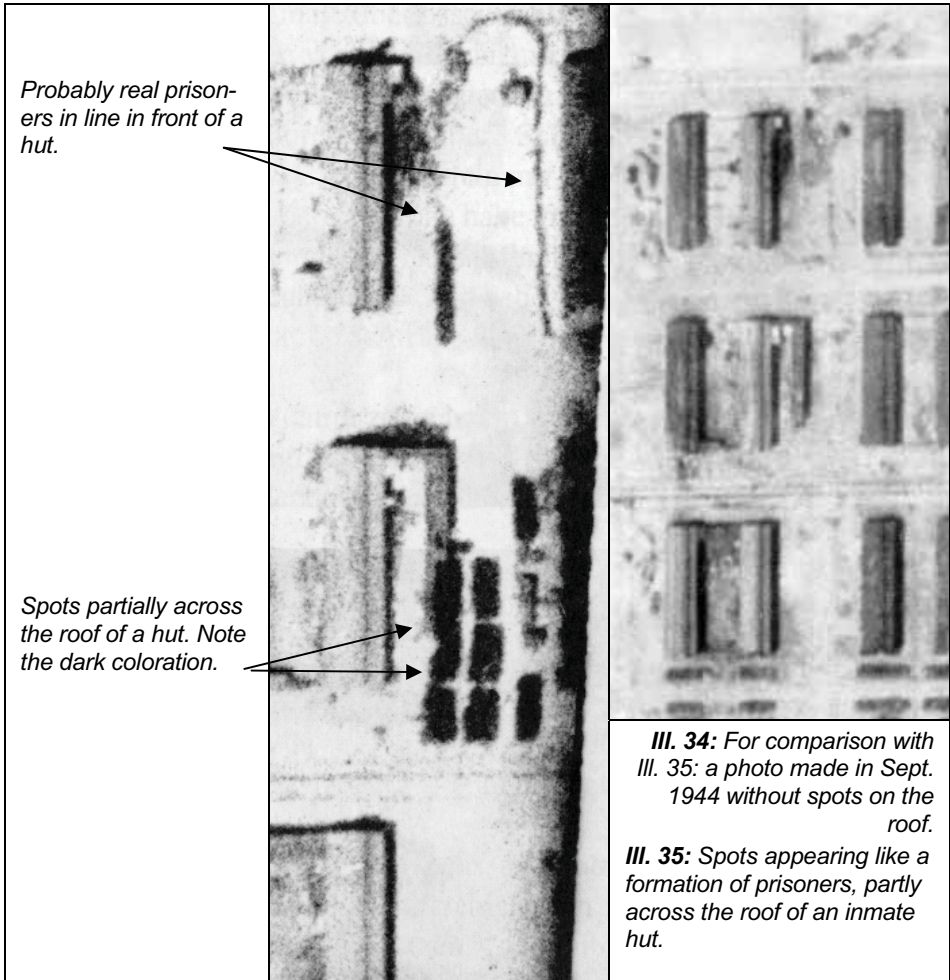 Probably real prison-
ers in line in front of a
hut.
Spots partially across
the roof of a hut. Note
the dark coloration.
Ill. 34: For comparison with
Ill. 35: a photo made in Sept.
1944 without spots on the
roof.
Ill. 35: Spots appearing like a
formation of prisoners, partly
across the roof of an inmate
hut.